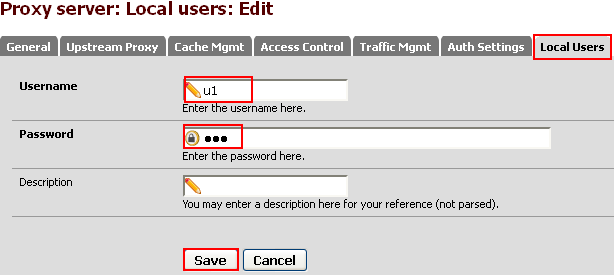 Proxy server: Local users: Edit
General Upstream Proxy Cache Mgmt Access Control Traffic Mgmt Auth Settings Local Users
Username u1
Enter the username here.
Password ●●●
Enter the password here.
Description
You may enter a description here for your reference (not parsed).
Save Cancel